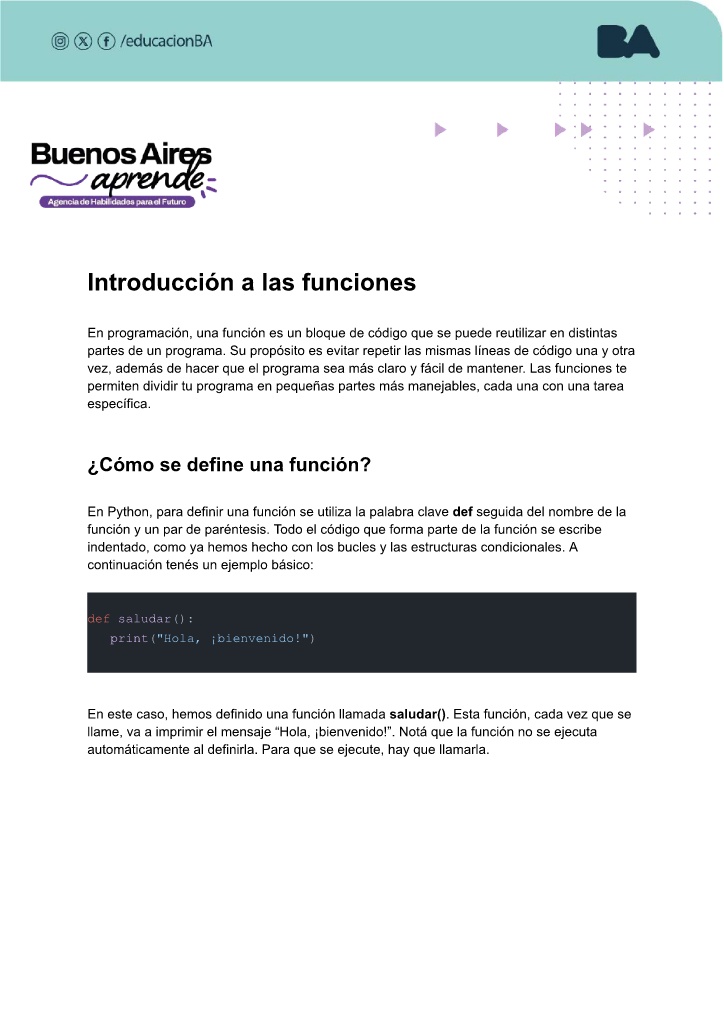 /educacionBA
BA
Buenos Aires
aprende
Agencia de Habilidades para el Futuro
Introducción a las funciones
En programación, una función es un bloque de código que se puede reutilizar en distintas
partes de un programa. Su propósito es evitar repetir las mismas líneas de código una y otra
vez, además de hacer que el programa sea más claro y fácil de mantener. Las funciones te
permiten dividir tu programa en pequeñas partes más manejables, cada una con una tarea
específica.
¿Cómo se define una función?
En Python, para definir una función se utiliza la palabra clave def seguida del nombre de la
función y un par de paréntesis. Todo el código que forma parte de la función se escribe
indentado, como ya hemos hecho con los bucles y las estructuras condicionales. A
continuación tenés un ejemplo básico:
def saludar():
print("Hola, ¡bienvenido!")
En este caso, hemos definido una función llamada saludar(). Esta función, cada vez que se
llame, va a imprimir el mensaje “Hola, ¡bienvenido!”. Notá que la función no se ejecuta
automáticamente al definirla. Para que se ejecute, hay que llamarla.